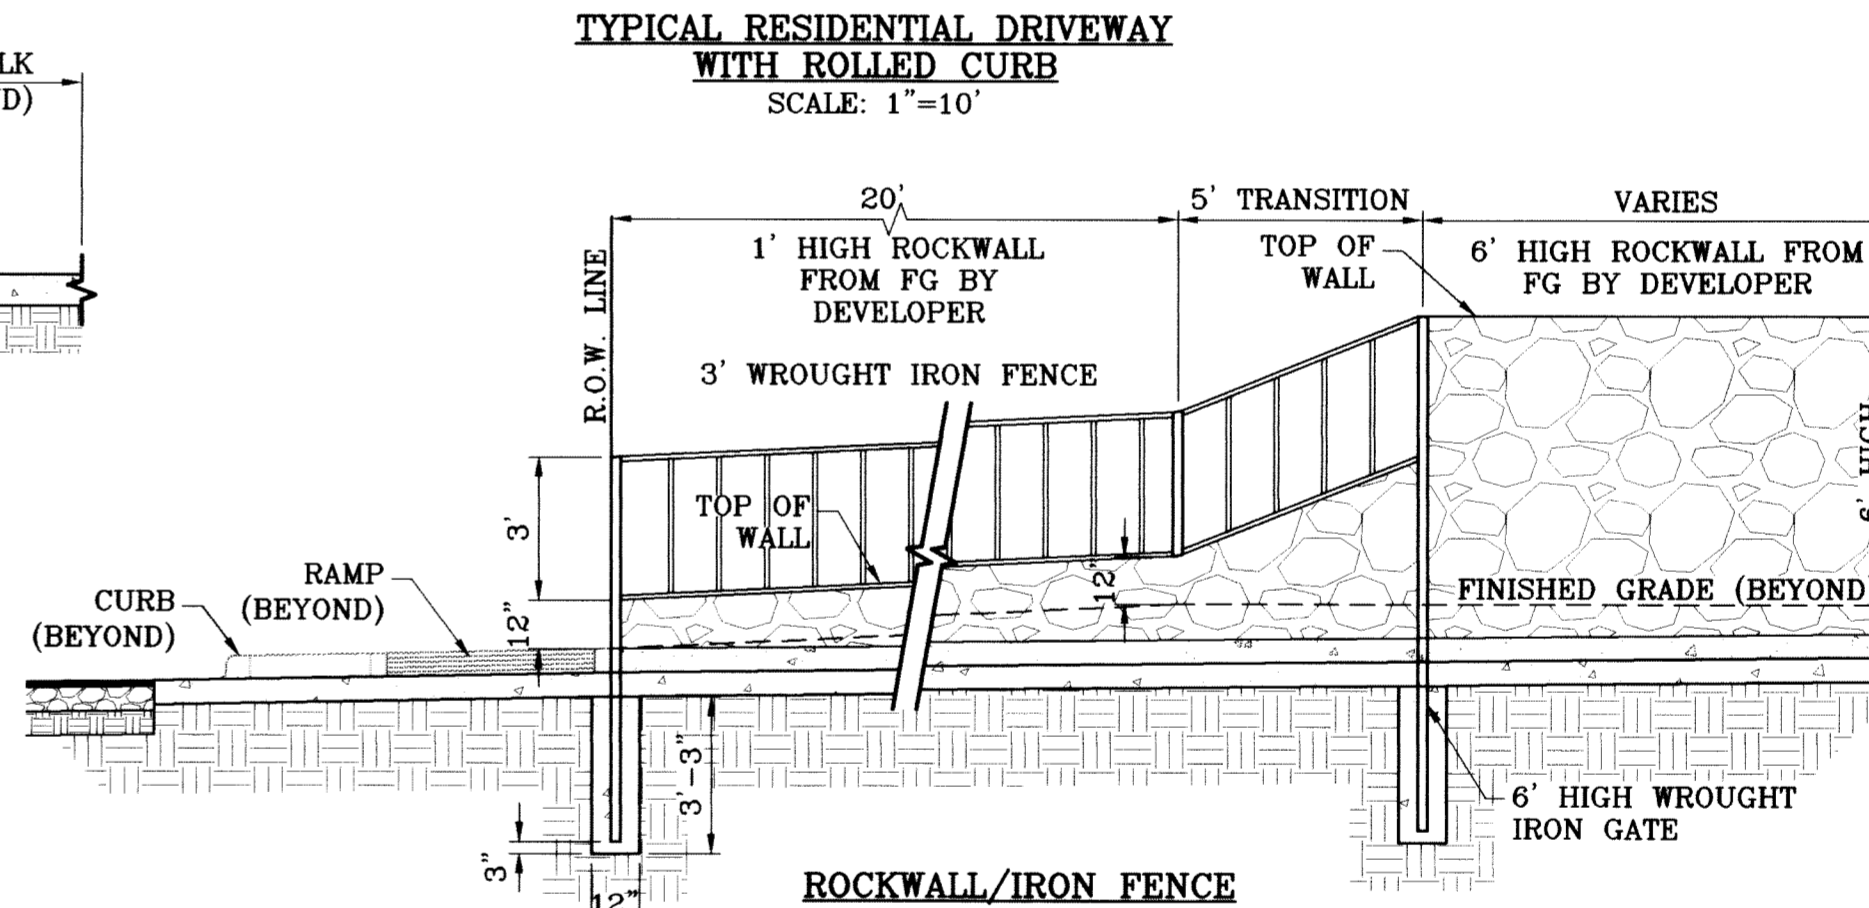 TYPICAL RESIDENTIAL DRIVEWAY
WITH ROLLED CURB
SCALE: 1"=10'
LK
D)
20'
5' TRANSITION
VARIES
R.O.W. LINE
1' HIGH ROCKWALL
FROM FG BY
DEVELOPER
TOP OF
WALL
6' HIGH ROCKWALL FROM
FG BY DEVELOPER
3' WROUGHT IRON FENCE
3'
TOP OF
WALL
12"
6' HIGH
CURB
(BEYOND)
RAMP
(BEYOND)
12"
FINISHED GRADE (BEYOND
3'-3"
6' HIGH WROUGHT
IRON GATE
3"
12"
ROCKWALL/IRON FENCE